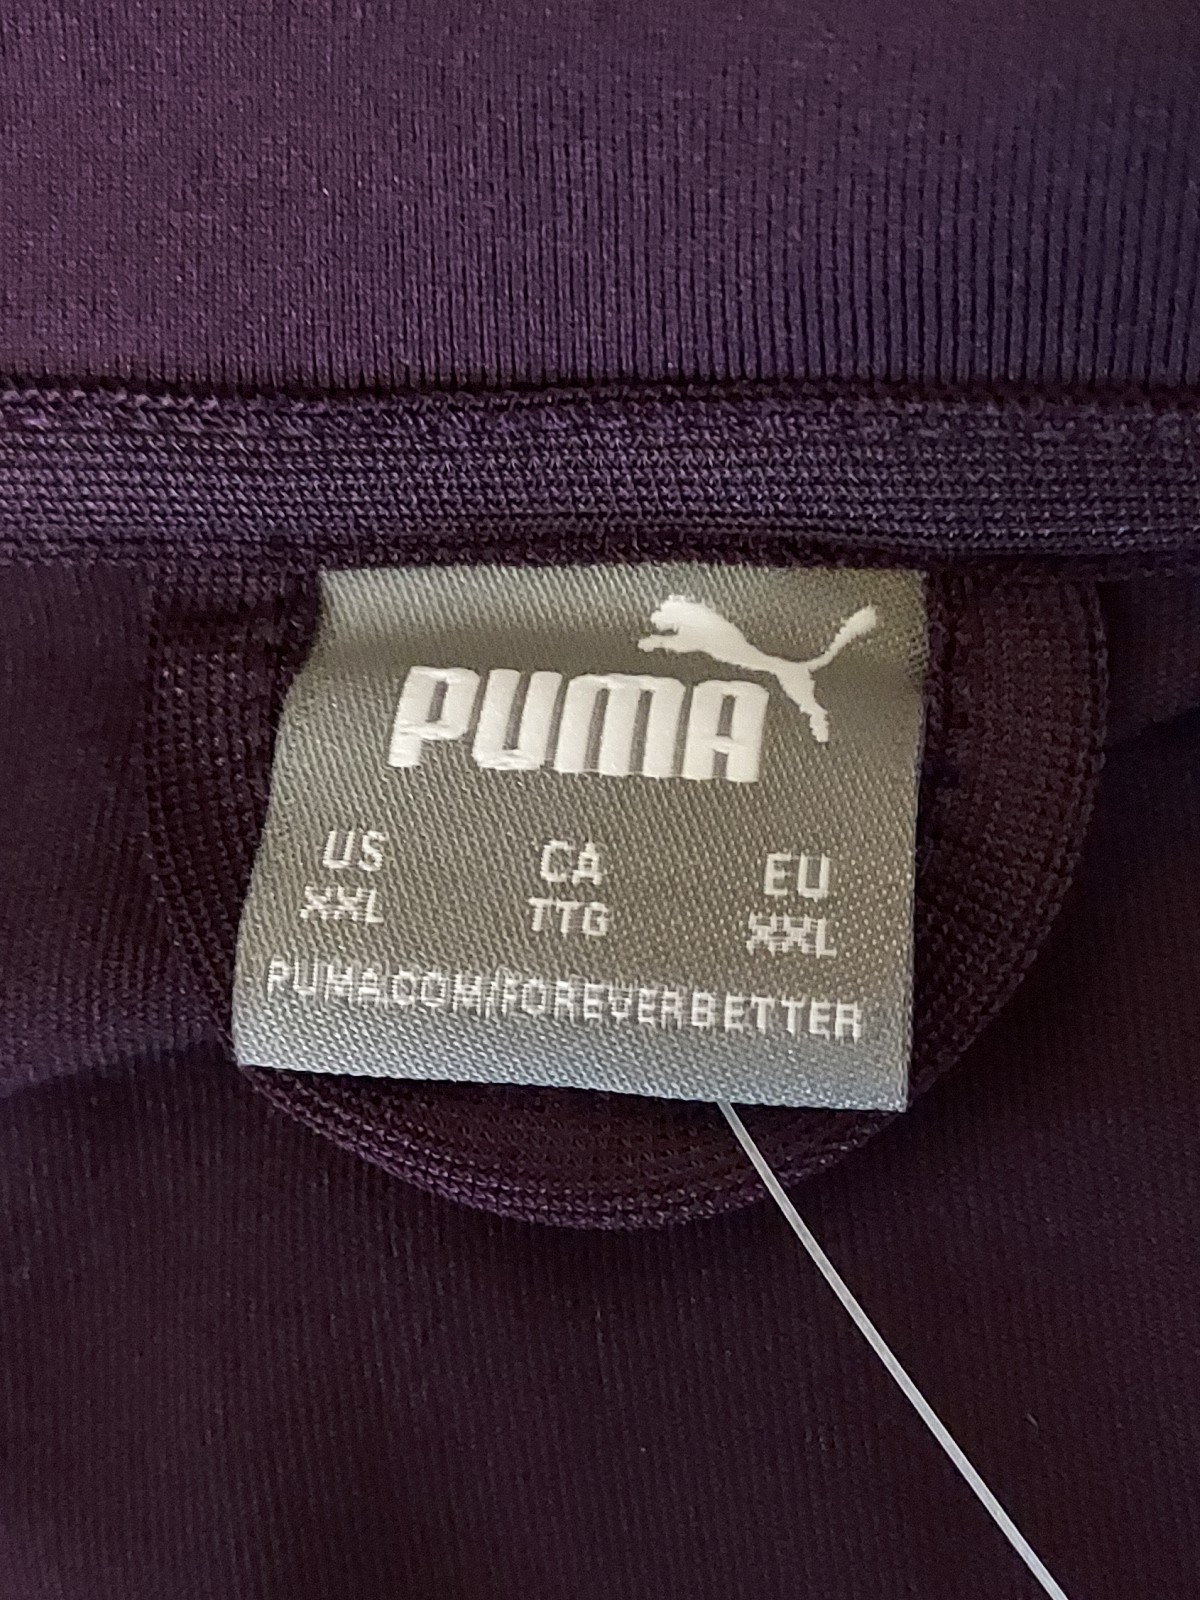 PUMA
US CA EU
XXL TTG XXL
PUMA.COM/FOREVERBETTER